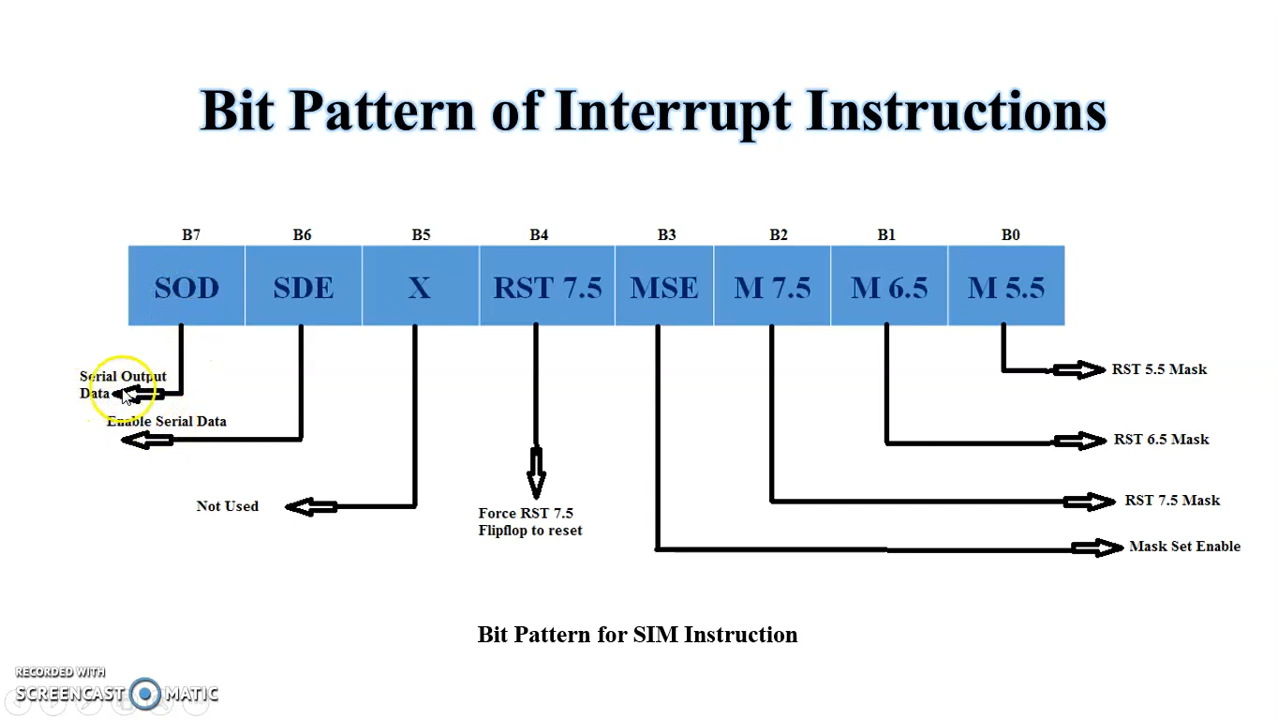 Bit Pattern of Interrupt Instructions
B7 B6 B5 B4 B3 B2 B1 B0
SOD SDE X RST 7.5 MSE M 7.5 M 6.5 M 5.5
Serial Output
Data
Enable Serial Data
Not Used
Force RST 7.5
Flipflop to reset
RST 5.5 Mask
RST 6.5 Mask
RST 7.5 Mask
Mask Set Enable
Bit Pattern for SIM Instruction
RECORDED WITH
SCREENCAST MATIC